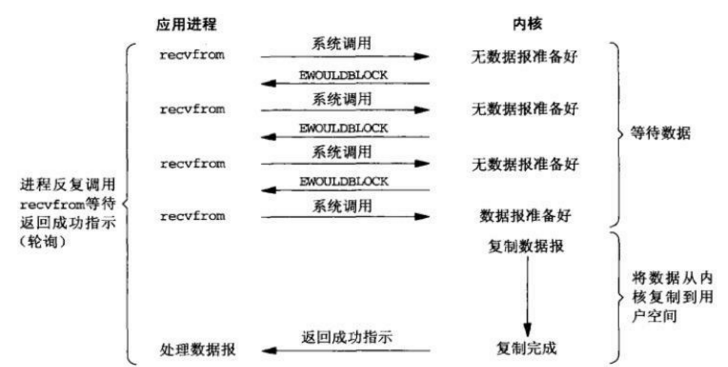 应用进程
内核
recvfrom
系统调用
无数据报准备好
EWOULDBLOCK
recvfrom
系统调用
无数据报准备好
EWOULDBLOCK
recvfrom
系统调用
无数据报准备好
EWOULDBLOCK
recvfrom
系统调用
数据报准备好
等待数据
进程反复调用
recvfrom等待
返回成功指示
(轮询)
复制数据报
将数据从内
核复制到用
户空间
处理数据报
返回成功指示
复制完成